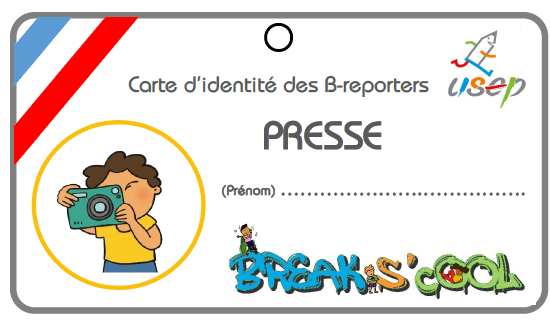 Carte d'identité des B-reporters
usep
PRESSE
(Prénom) ................................................
BREAK S'COOL